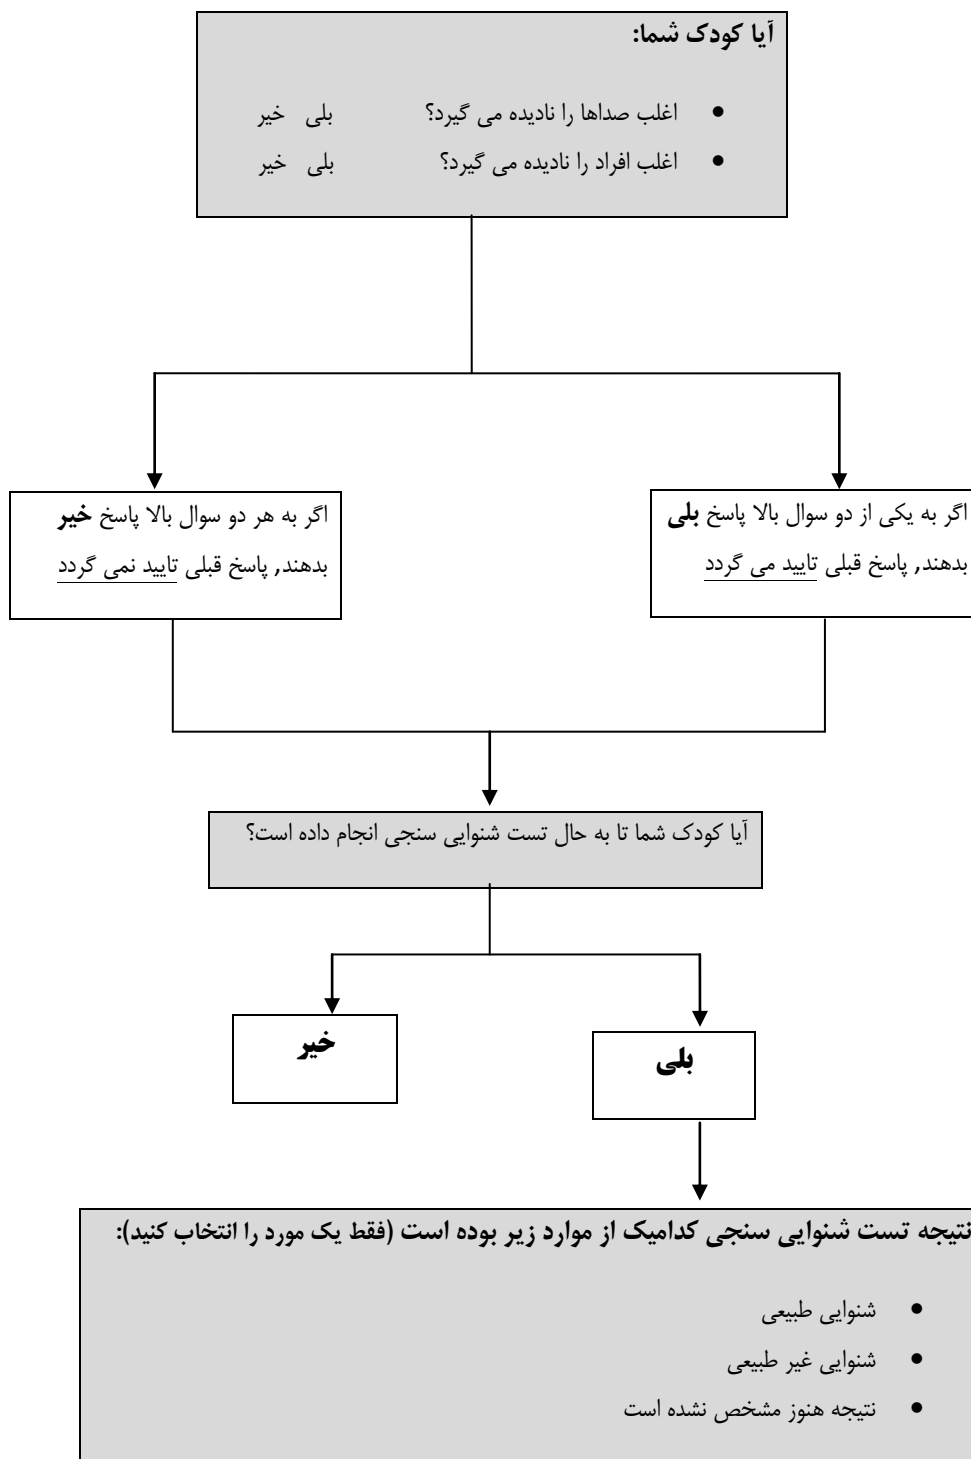 آیا کودک شما:
• اغلب صداها را نادیده می گیرد؟ بلی خیر
• اغلب افراد را نادیده می گیرد؟ بلی خیر
اگر به یکی از دو سوال بالا پاسخ بلی
بدهند, پاسخ قبلی تایید می گردد
اگر به هر دو سوال بالا پاسخ خیر
بدهند, پاسخ قبلی تایید نمی گردد
آیا کودک شما تا به حال تست شنوایی سنجی انجام داده است؟
بلی
خیر
نتیجه تست شنوایی سنجی کدامیک از موارد زیر بوده است (فقط یک مورد را انتخاب کنید):
• شنوایی طبیعی
• شنوایی غیر طبیعی
• نتیجه هنوز مشخص نشده است